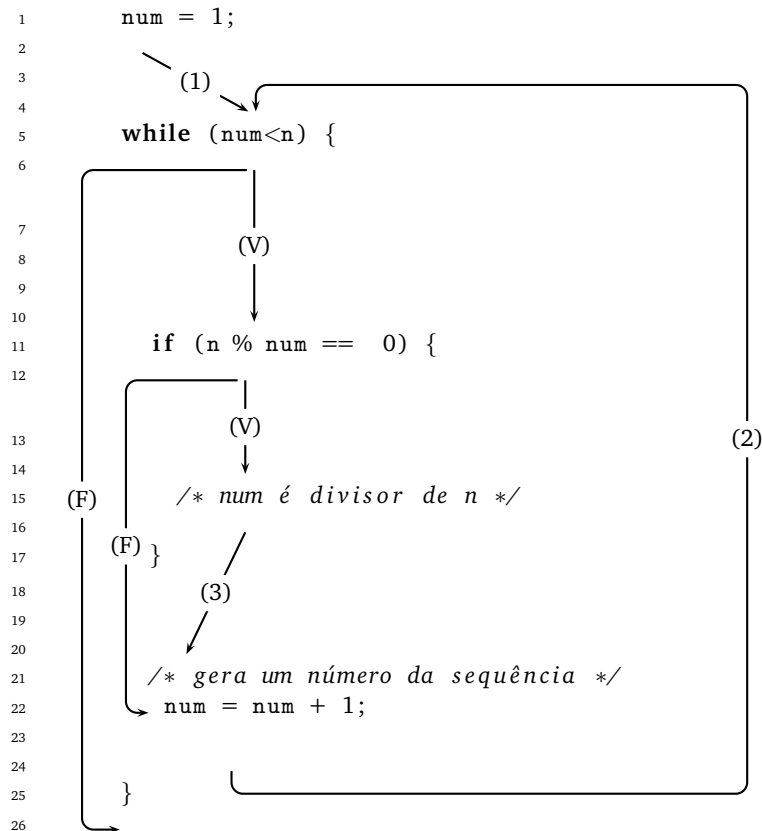 1 num = 1;
2
3 (1)
4
5 while (num<n) {
6
7
8 (V)
9
10
11 if (n % num == 0) {
12
(V)
13 (2)
14
15 (F) /* num é divisor de n */
16
17 (F) }
18 (3)
19
20
21 /* gera um número da sequência */
22 num = num + 1;
23
24
25 }
26